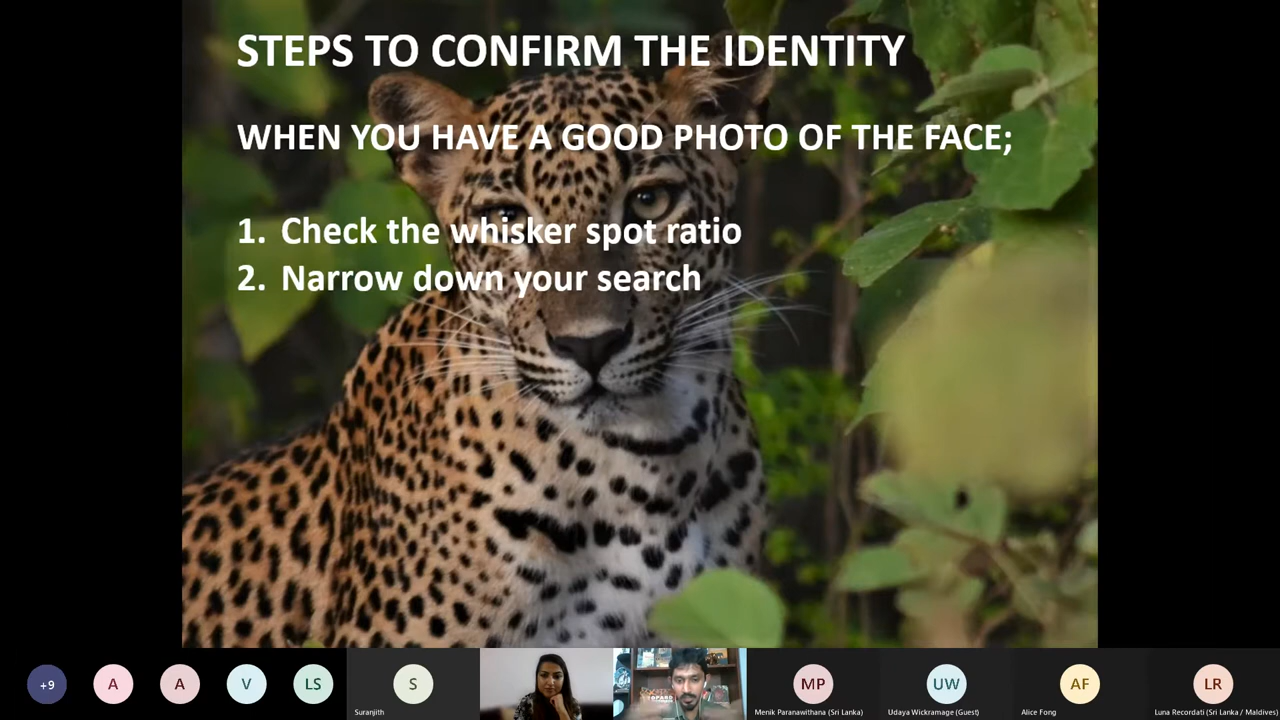 STEPS TO CONFIRM THE IDENTITY
WHEN YOU HAVE A GOOD PHOTO OF THE FACE;
1. Check the whisker spot ratio
2. Narrow down your search
+9
A
A
V
LS
S
Suranjith
MP
Menik Paranawithana (Sri Lanka)
UW
Udaya Wickramage (Guest)
AF
Alice Fong
LR
Luna Recordati (Sri Lanka / Maldives)